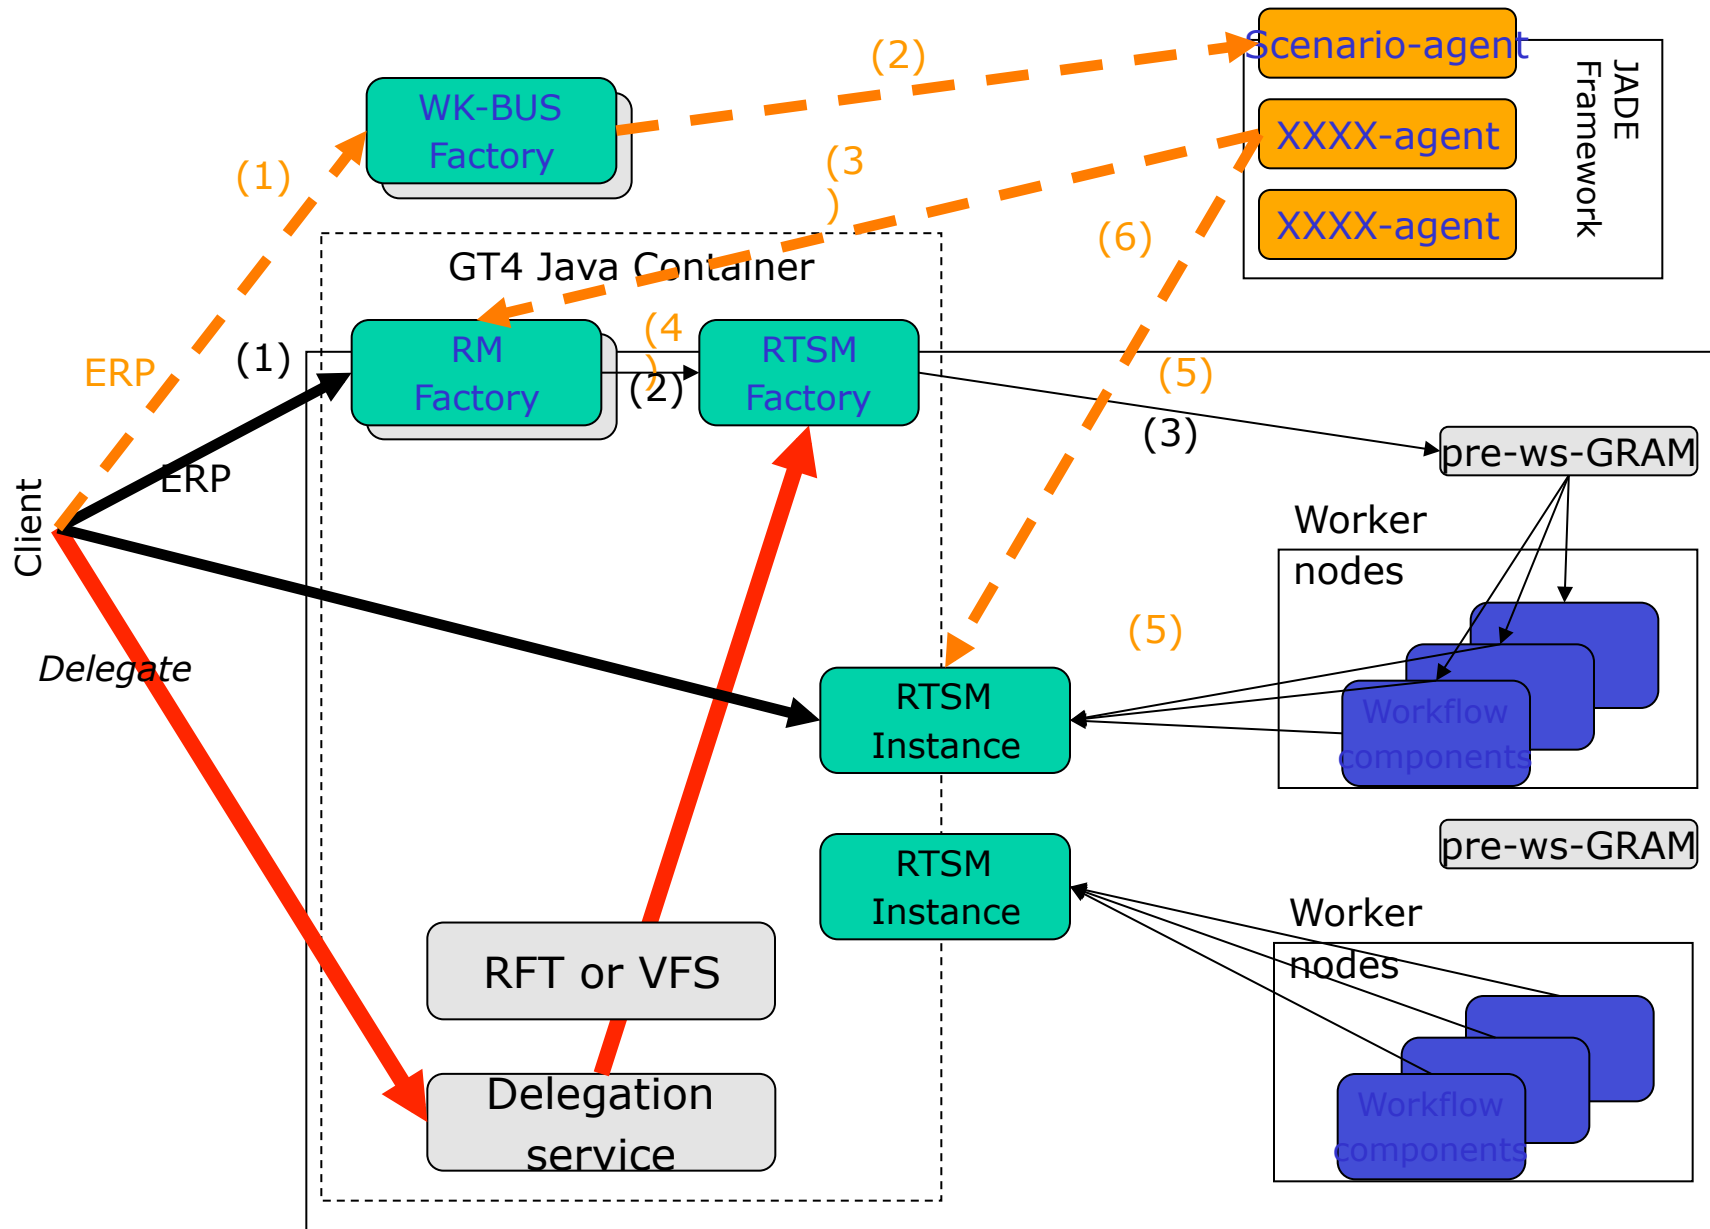 (2)
Scenario-agent
JADE
Framework
WK-BUS
Factory
XXXX-agent
(1)
(3
)
XXXX-agent
(6)
GT4 Java Container
(4
)
RM
Factory
(2)
RTSM
Factory
ERP
(1)
(5)
(3)
pre-ws-GRAM
ERP
Client
Worker
nodes
(5)
Delegate
RTSM
Instance
Workflow
components
pre-ws-GRAM
RTSM
Instance
Worker
nodes
RFT or VFS
Delegation
service
Workflow
components